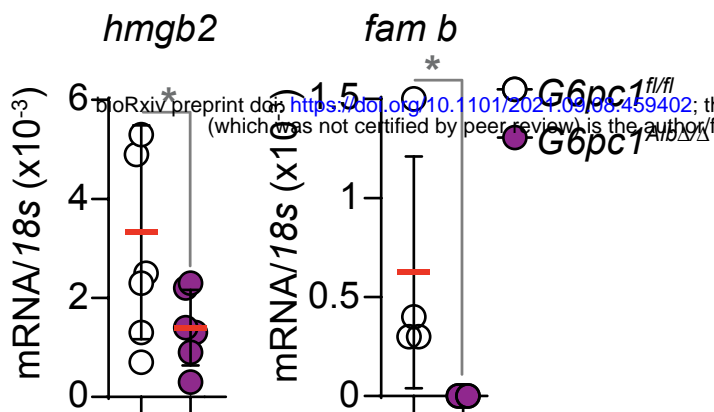 hmgb2
fam b
*
*
mRNA/18s (x10-3)
6
4
2
0
mRNA/18s (x10-3)
1.5
1
0.5
0
G6pc1fl/fl
G6pc1AlbΔ/Δ
bioRxiv preprint doi: https://doi.org/10.1101/2021.09.08.459402; th
(which was not certified by peer review) is the author/f